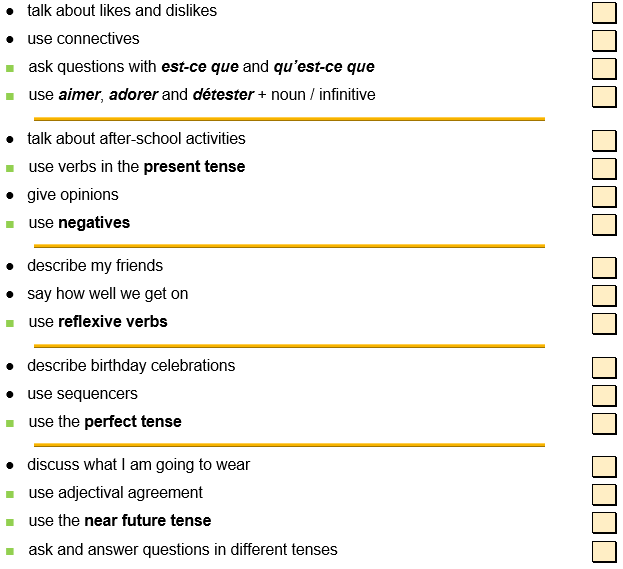 talk about likes and dislikes
use connectives
ask questions with est-ce que and qu'est-ce que
use aimer, adorer and détester + noun / infinitive
talk about after-school activities
use verbs in the present tense
give opinions
use negatives
describe my friends
say how well we get on
use reflexive verbs
describe birthday celebrations
use sequencers
use the perfect tense
discuss what I am going to wear
use adjectival agreement
use the near future tense
ask and answer questions in different tenses